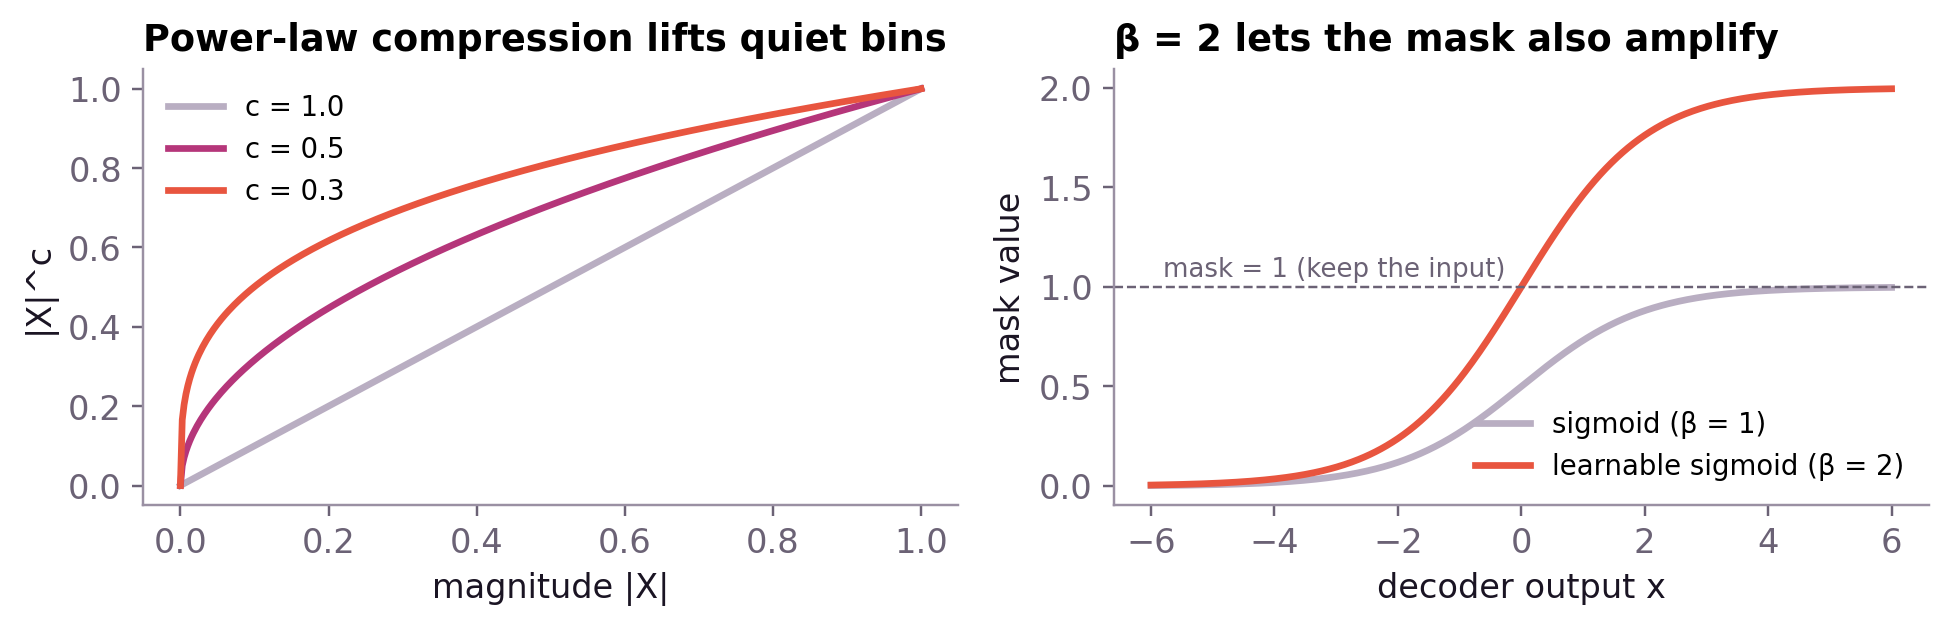 Power-law compression lifts quiet bins
c = 1.0
c = 0.5
c = 0.3
|X|^c
1.0
0.8
0.6
0.4
0.2
0.0
0.0 0.2 0.4 0.6 0.8 1.0
magnitude |X|
β = 2 lets the mask also amplify
mask value
2.0
1.5
1.0
0.5
0.0
mask = 1 (keep the input)
sigmoid (β = 1)
learnable sigmoid (β = 2)
−6 −4 −2 0 2 4 6
decoder output x